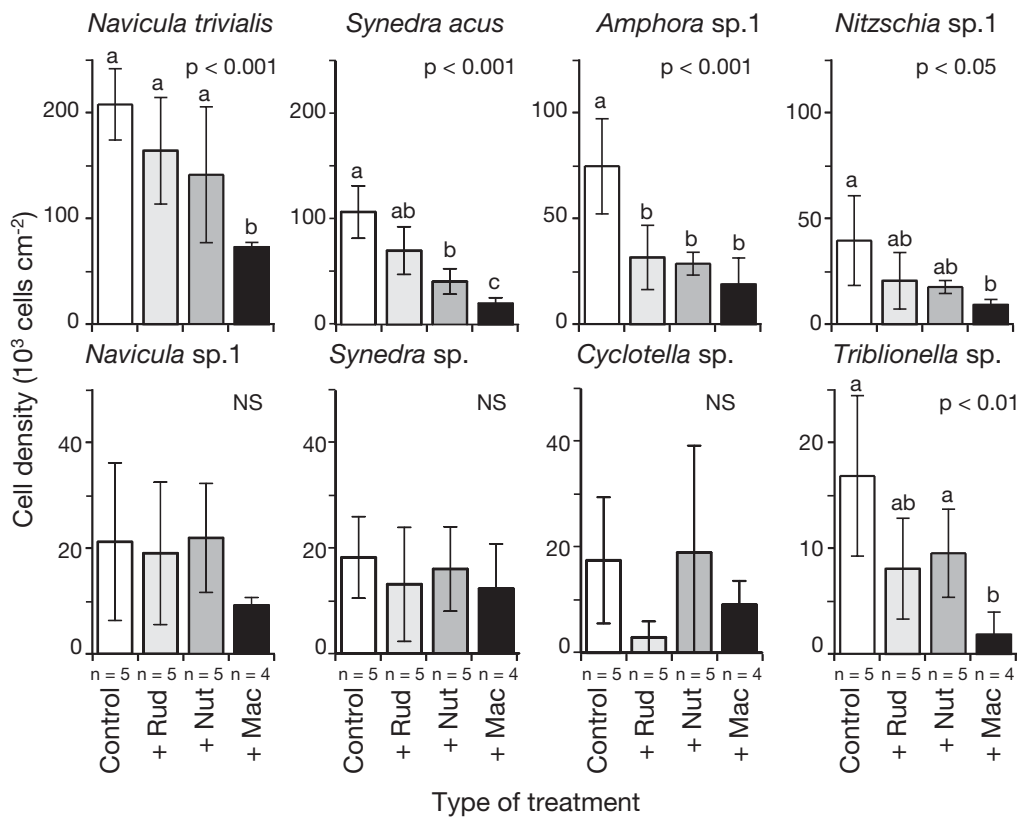 Navicula trivialis
Synedra acus
Amphora sp.1
Nitzschia sp.1
p < 0.001
p < 0.001
p < 0.001
p < 0.05
200
100
0
a
a
a
b
200
100
0
a
ab
b
c
100
50
0
a
b
b
b
100
50
0
a
ab
ab
b
Cell density (10³ cells cm⁻²)
Navicula sp.1
Synedra sp.
Cyclotella sp.
Triblionella sp.
NS
NS
NS
p < 0.01
40
20
0
40
20
0
40
20
0
20
10
0
a
ab
a
b
n = 5 n = 5 n = 5 n = 4
n = 5 n = 5 n = 5 n = 4
n = 5 n = 5 n = 5 n = 4
n = 5 n = 5 n = 5 n = 4
Control
+ Rud
+ Nut
+ Mac
Control
+ Rud
+ Nut
+ Mac
Control
+ Rud
+ Nut
+ Mac
Control
+ Rud
+ Nut
+ Mac
Type of treatment